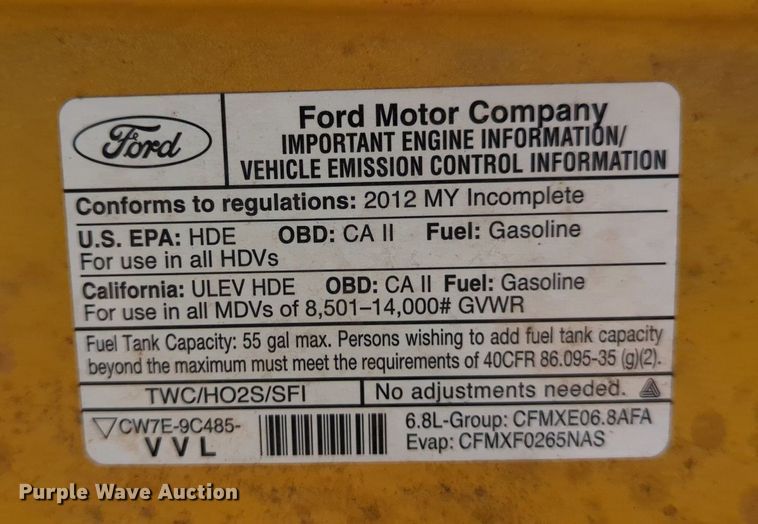 Ford
Ford Motor Company
IMPORTANT ENGINE INFORMATION/
VEHICLE EMISSION CONTROL INFORMATION
Conforms to regulations: 2012 MY Incomplete
U.S. EPA: HDE OBD: CA II Fuel: Gasoline
For use in all HDVs
California: ULEV HDE OBD: CA II Fuel: Gasoline
For use in all MDVs of 8,501–14,000# GVWR
Fuel Tank Capacity: 55 gal max. Persons wishing to add fuel tank capacity
beyond the maximum must meet the requirements of 40CFR 86.095-35 (g)(2).
TWC/HO2S/SFI
No adjustments needed.
CW7E-9C485-
VVL
6.8L-Group: CFMXE06.8AFA
Evap: CFMXF0265NAS
Purple Wave Auction